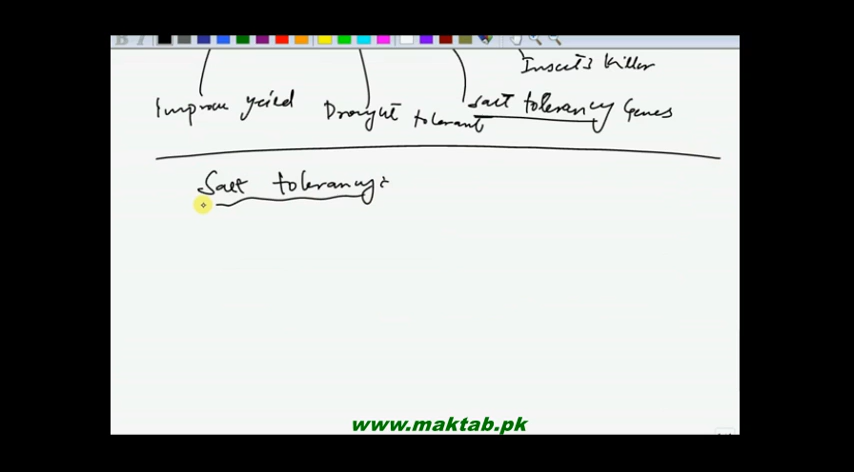 Insects killer
Improve yield Drought tolerant salt tolerancy Genes
Salt tolerancy:
www.maktab.pk